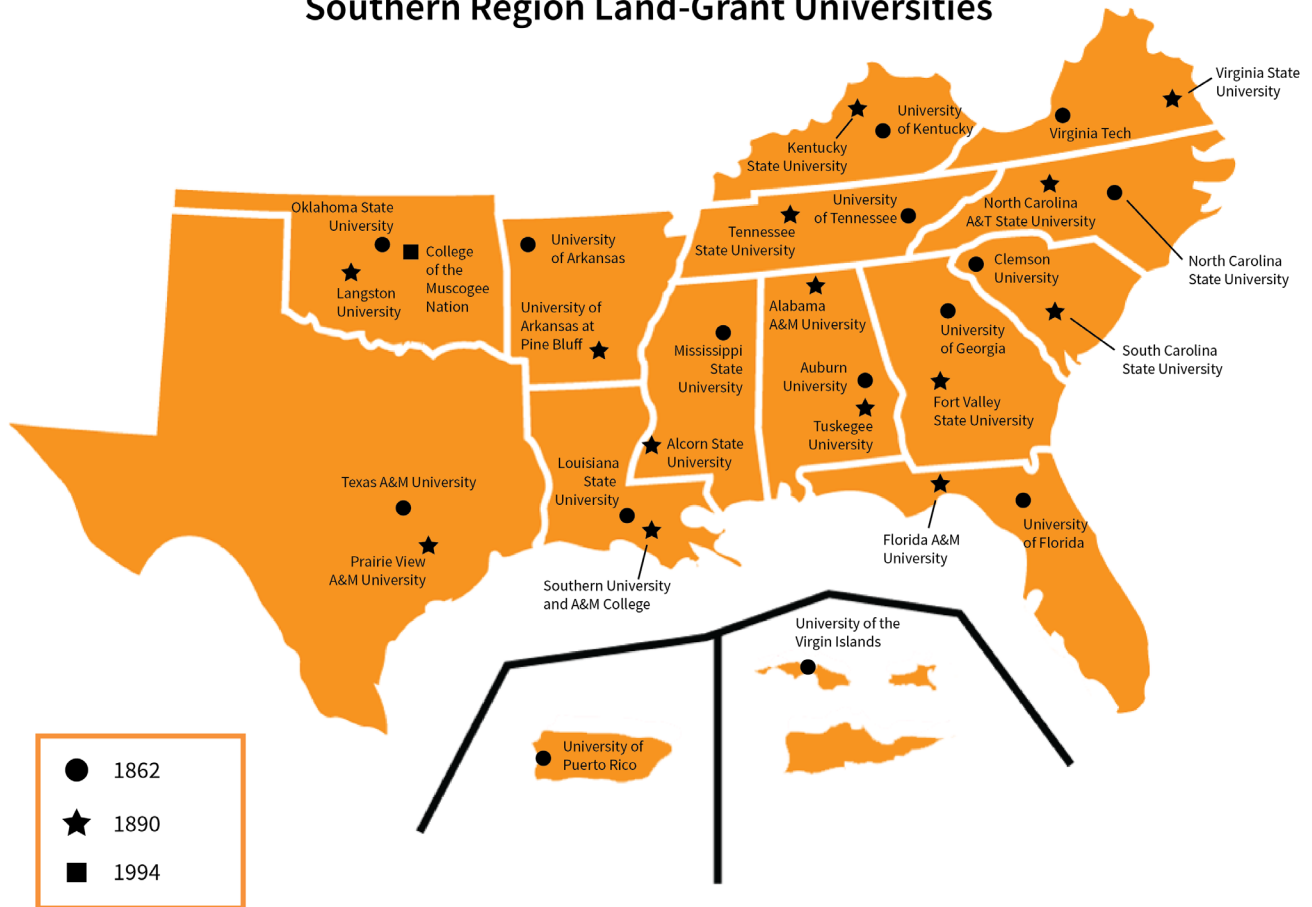 Southern Region Land-Grant Universities
Virginia State
University
University
of Kentucky
Virginia Tech
Kentucky
State University
Oklahoma State
University
University
of Tennessee
North Carolina
A&T State University
Tennessee
State University
University
of Arkansas
College
of the
Muscogee
Nation
Clemson
University
North Carolina
State University
Langston
University
University of
Arkansas at
Pine Bluff
Alabama
A&M University
University
of Georgia
Mississippi
State
University
South Carolina
State University
Auburn
University
Fort Valley
State University
Tuskegee
University
Alcorn State
University
Louisiana
State
University
Texas A&M University
Prairie View
A&M University
Florida A&M
University
University
of Florida
Southern University
and A&M College
University of the
Virgin Islands
University of
Puerto Rico
1862
1890
1994